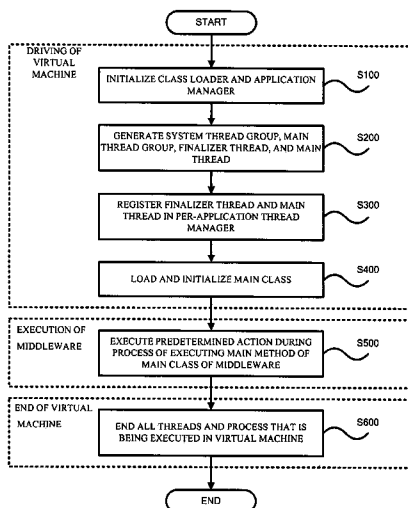 START
DRIVING OF
VIRTUAL
MACHINE
INITIALIZE CLASS LOADER AND APPLICATION
MANAGER
S100
GENERATE SYSTEM THREAD GROUP, MAIN
THREAD GROUP, FINALIZER THREAD, AND MAIN
THREAD
S200
REGISTER FINALIZER THREAD AND MAIN
THREAD IN PER-APPLICATION THREAD
MANAGER
S300
LOAD AND INITIALIZE MAIN CLASS
S400
EXECUTION OF
MIDDLEWARE
EXECUTE PREDETERMINED ACTION DURING
PROCESS OF EXECUTING MAIN METHOD OF
MAIN CLASS OF MIDDLEWARE
S500
END OF VIRTUAL
MACHINE
END ALL THREADS AND PROCESS THAT IS
BEING EXECUTED IN VIRTUAL MACHINE
S600
END